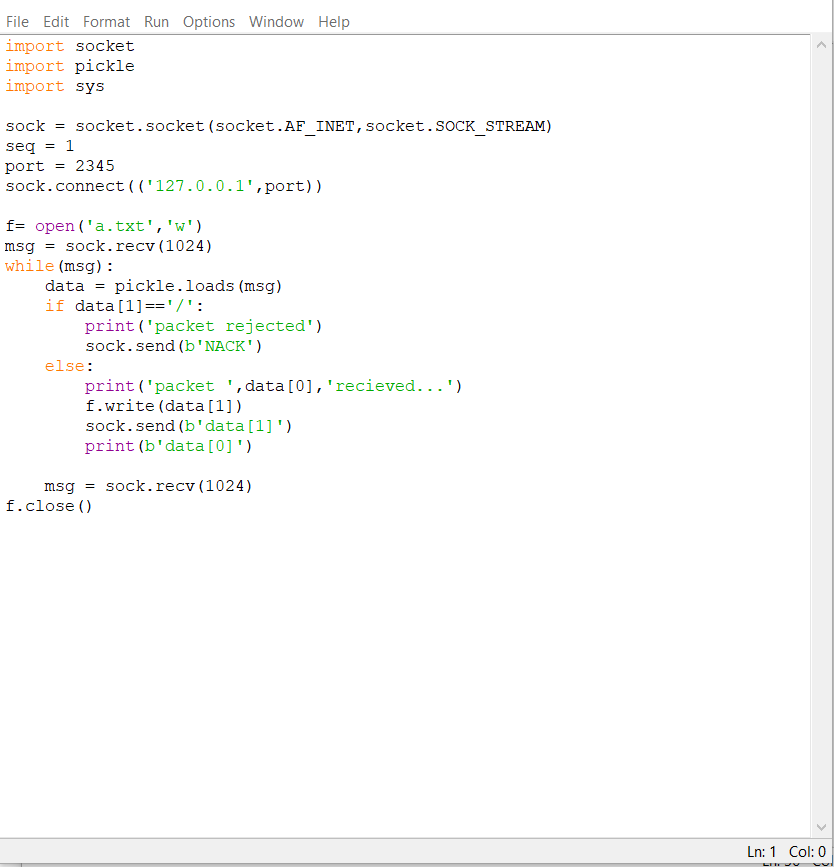 File Edit Format Run Options Window Help
import socket
import pickle
import sys
sock = socket.socket(socket.AF_INET,socket.SOCK_STREAM)
seq = 1
port = 2345
sock.connect(('127.0.0.1',port))
f= open('a.txt','w')
msg = sock.recv(1024)
while(msg):
    data = pickle.loads(msg)
    if data[1]=='/':
        print('packet rejected')
        sock.send(b'NACK')
    else:
        print('packet ',data[0],'recieved...')
        f.write(data[1])
        sock.send(b'data[1]')
        print(b'data[0]')
    msg = sock.recv(1024)
f.close()
Ln: 1 Col: 0